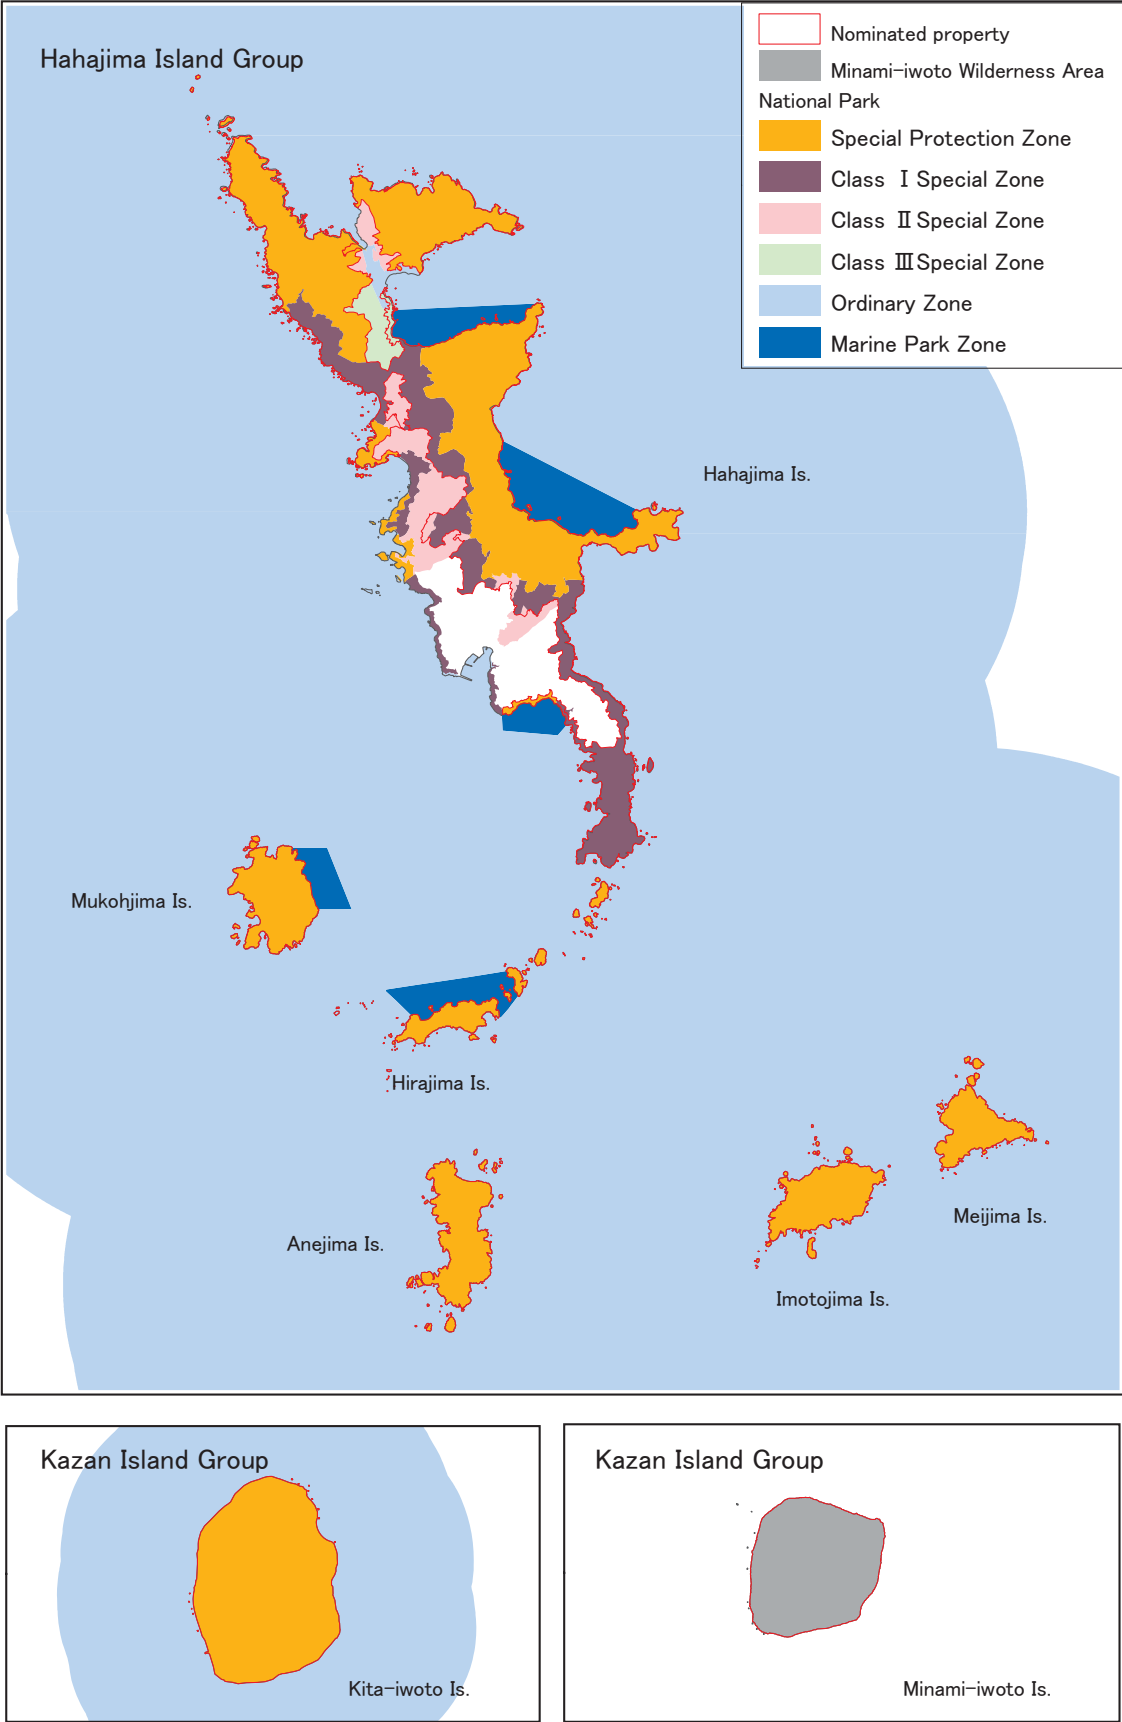 Hahajima Island Group
Nominated property
Minami-iwoto Wilderness Area
National Park
Special Protection Zone
Class Ⅰ Special Zone
Class Ⅱ Special Zone
Class Ⅲ Special Zone
Ordinary Zone
Marine Park Zone
Hahajima Is.
Mukohjima Is.
Hirajima Is.
Meijima Is.
Anejima Is.
Imotojima Is.
Kazan Island Group
Kita-iwoto Is.
Kazan Island Group
Minami-iwoto Is.